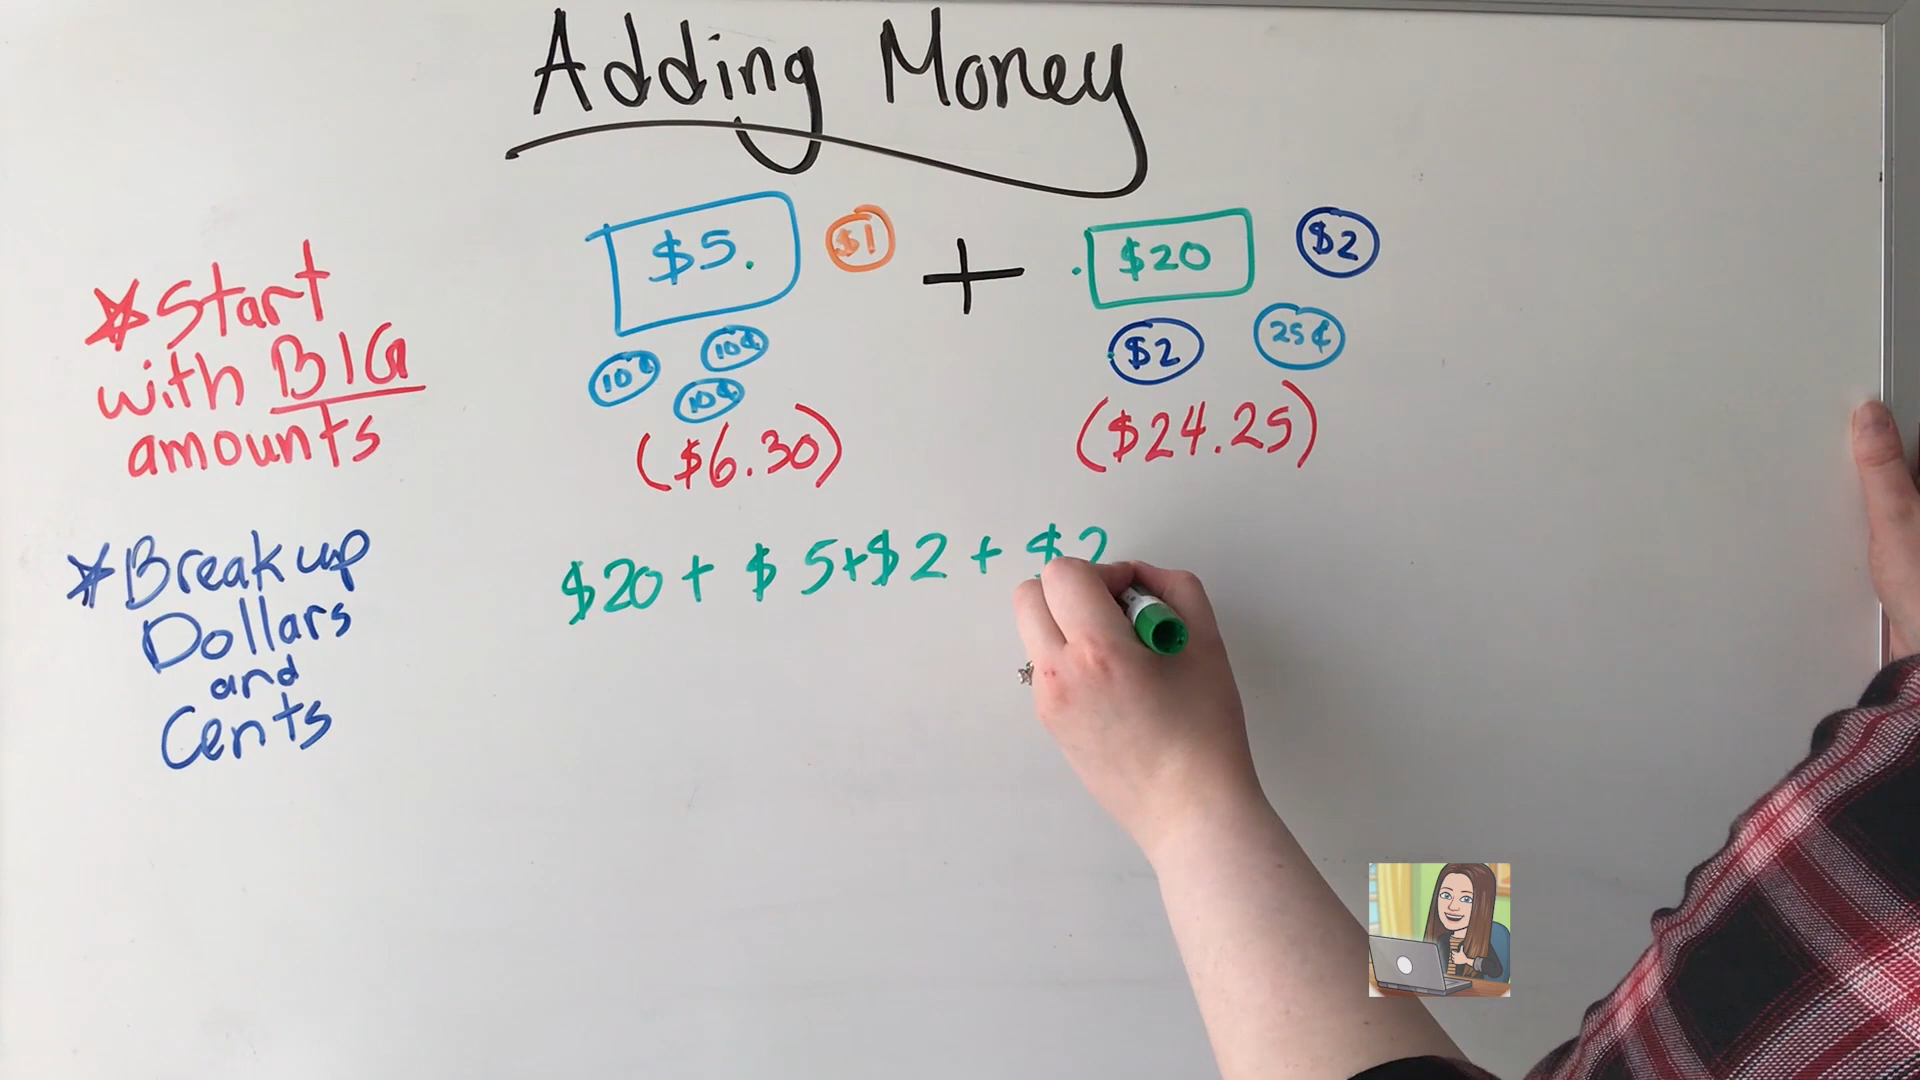 Adding Money
$5. $1 + $20 $2
10¢ 10¢ 10¢ $2 25¢
($6.30) ($24.25)
Start
with BIG
amounts
Break up
Dollars
and
Cents
$20 + $5+$2 + $2